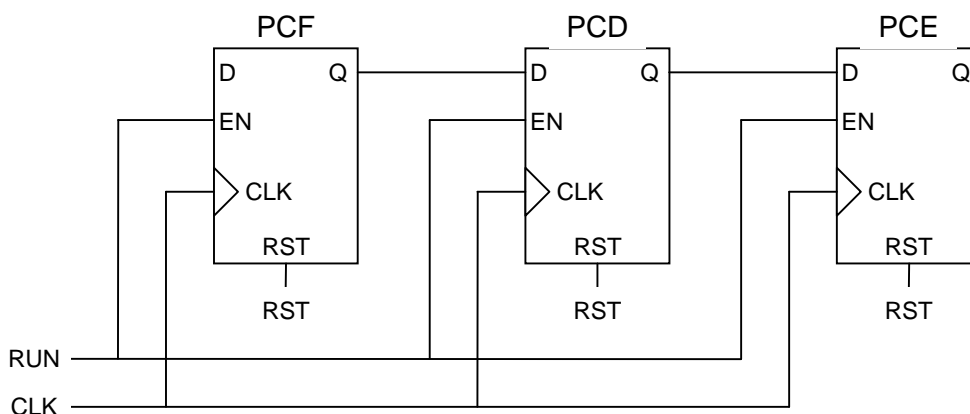 PCF PCD PCE
D Q D Q D Q
EN EN EN
CLK CLK CLK
RST RST RST
RST RST RST
RUN
CLK